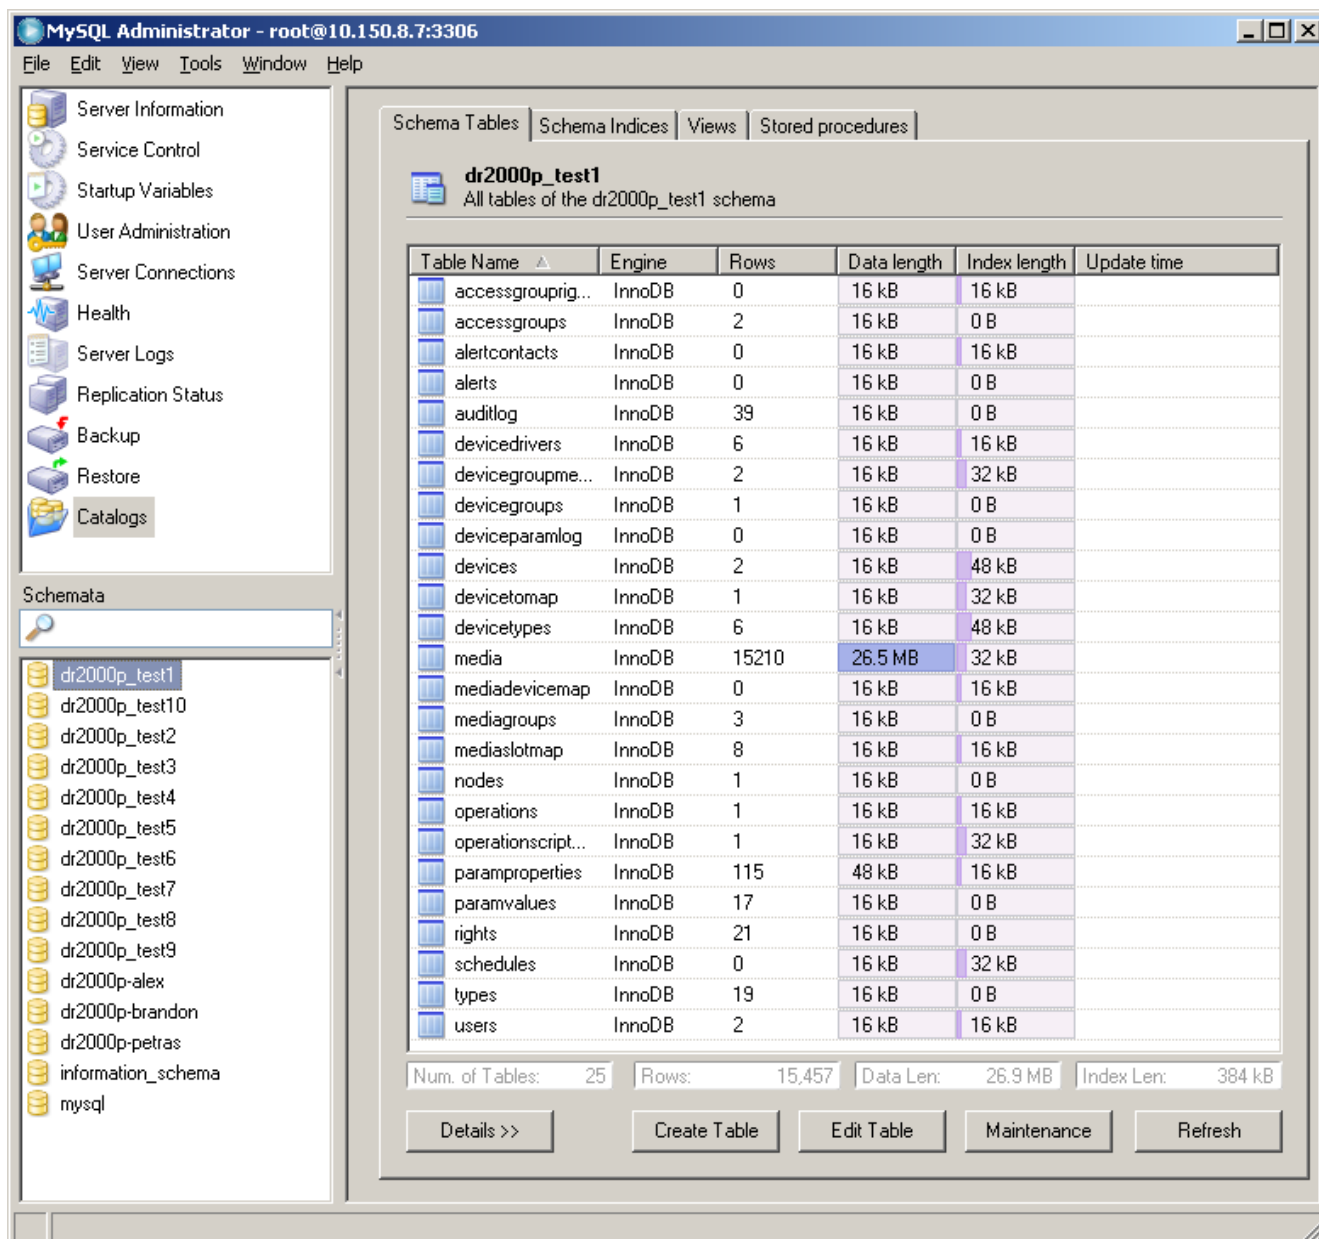 MySQL Administrator - root@10.150.8.7:3306
File Edit View Tools Window Help
Server Information
Service Control
Startup Variables
User Administration
Server Connections
Health
Server Logs
Replication Status
Backup
Restore
Catalogs
Schemata
dr2000p_test1
dr2000p_test10
dr2000p_test2
dr2000p_test3
dr2000p_test4
dr2000p_test5
dr2000p_test6
dr2000p_test7
dr2000p_test8
dr2000p_test9
dr2000p-alex
dr2000p-brandon
dr2000p-petras
information_schema
mysql
Schema Tables Schema Indices Views Stored procedures
dr2000p_test1
All tables of the dr2000p_test1 schema
Table Name Engine Rows Data length Index length Update time
accessgrouprig... InnoDB 0 16 kB 16 kB
accessgroups InnoDB 2 16 kB 0 B
alertcontacts InnoDB 0 16 kB 16 kB
alerts InnoDB 0 16 kB 0 B
auditlog InnoDB 39 16 kB 0 B
devicedrivers InnoDB 6 16 kB 16 kB
devicegroupme... InnoDB 2 16 kB 32 kB
devicegroups InnoDB 1 16 kB 0 B
deviceparamlog InnoDB 0 16 kB 0 B
devices InnoDB 2 16 kB 48 kB
devicetomap InnoDB 1 16 kB 32 kB
devicetypes InnoDB 6 16 kB 48 kB
media InnoDB 15210 26.5 MB 32 kB
mediadevicemap InnoDB 0 16 kB 16 kB
mediagroups InnoDB 3 16 kB 0 B
mediaslotmap InnoDB 8 16 kB 16 kB
nodes InnoDB 1 16 kB 0 B
operations InnoDB 1 16 kB 16 kB
operationscript... InnoDB 1 16 kB 32 kB
paramproperties InnoDB 115 48 kB 16 kB
paramvalues InnoDB 17 16 kB 0 B
rights InnoDB 21 16 kB 0 B
schedules InnoDB 0 16 kB 32 kB
types InnoDB 19 16 kB 0 B
users InnoDB 2 16 kB 16 kB
Num. of Tables: 25 Rows: 15,457 Data Len: 26.9 MB Index Len: 384 kB
Details >> Create Table Edit Table Maintenance Refresh